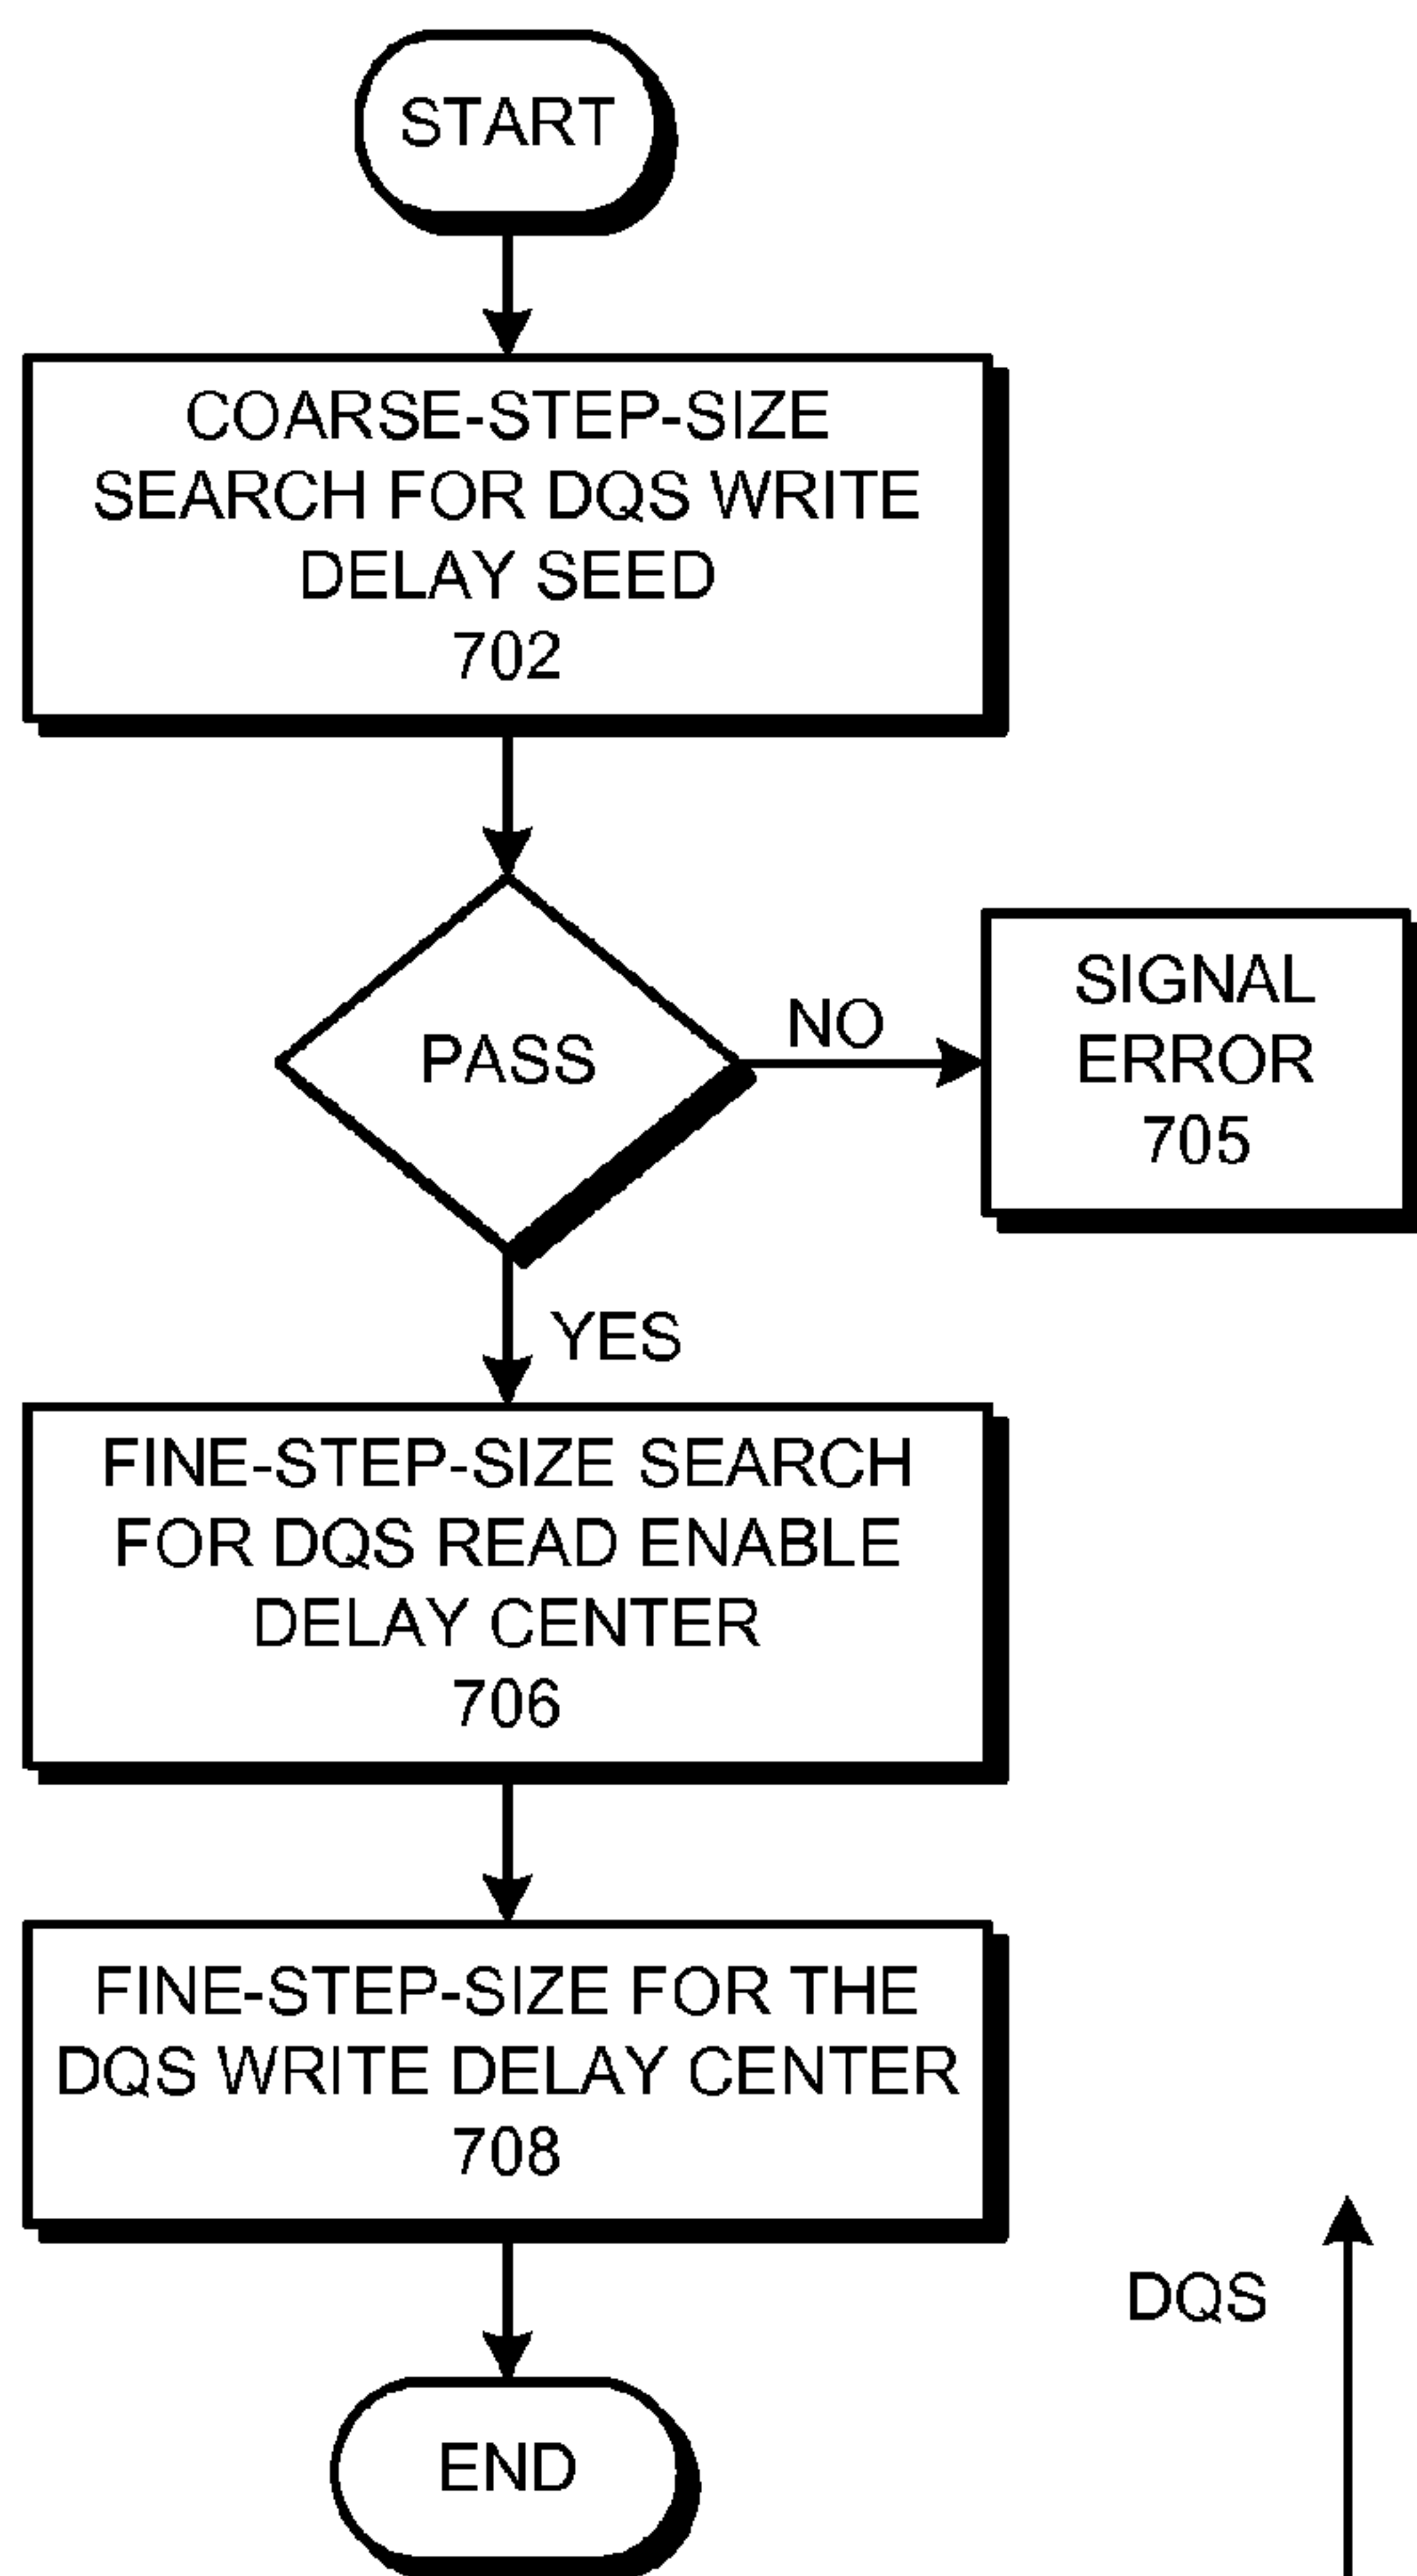 START
COARSE-STEP-SIZE
SEARCH FOR DQS WRITE
DELAY SEED
702
PASS
NO
SIGNAL
ERROR
705
YES
FINE-STEP-SIZE SEARCH
FOR DQS READ ENABLE
DELAY CENTER
706
FINE-STEP-SIZE FOR THE
DQS WRITE DELAY CENTER
708
DQS
END